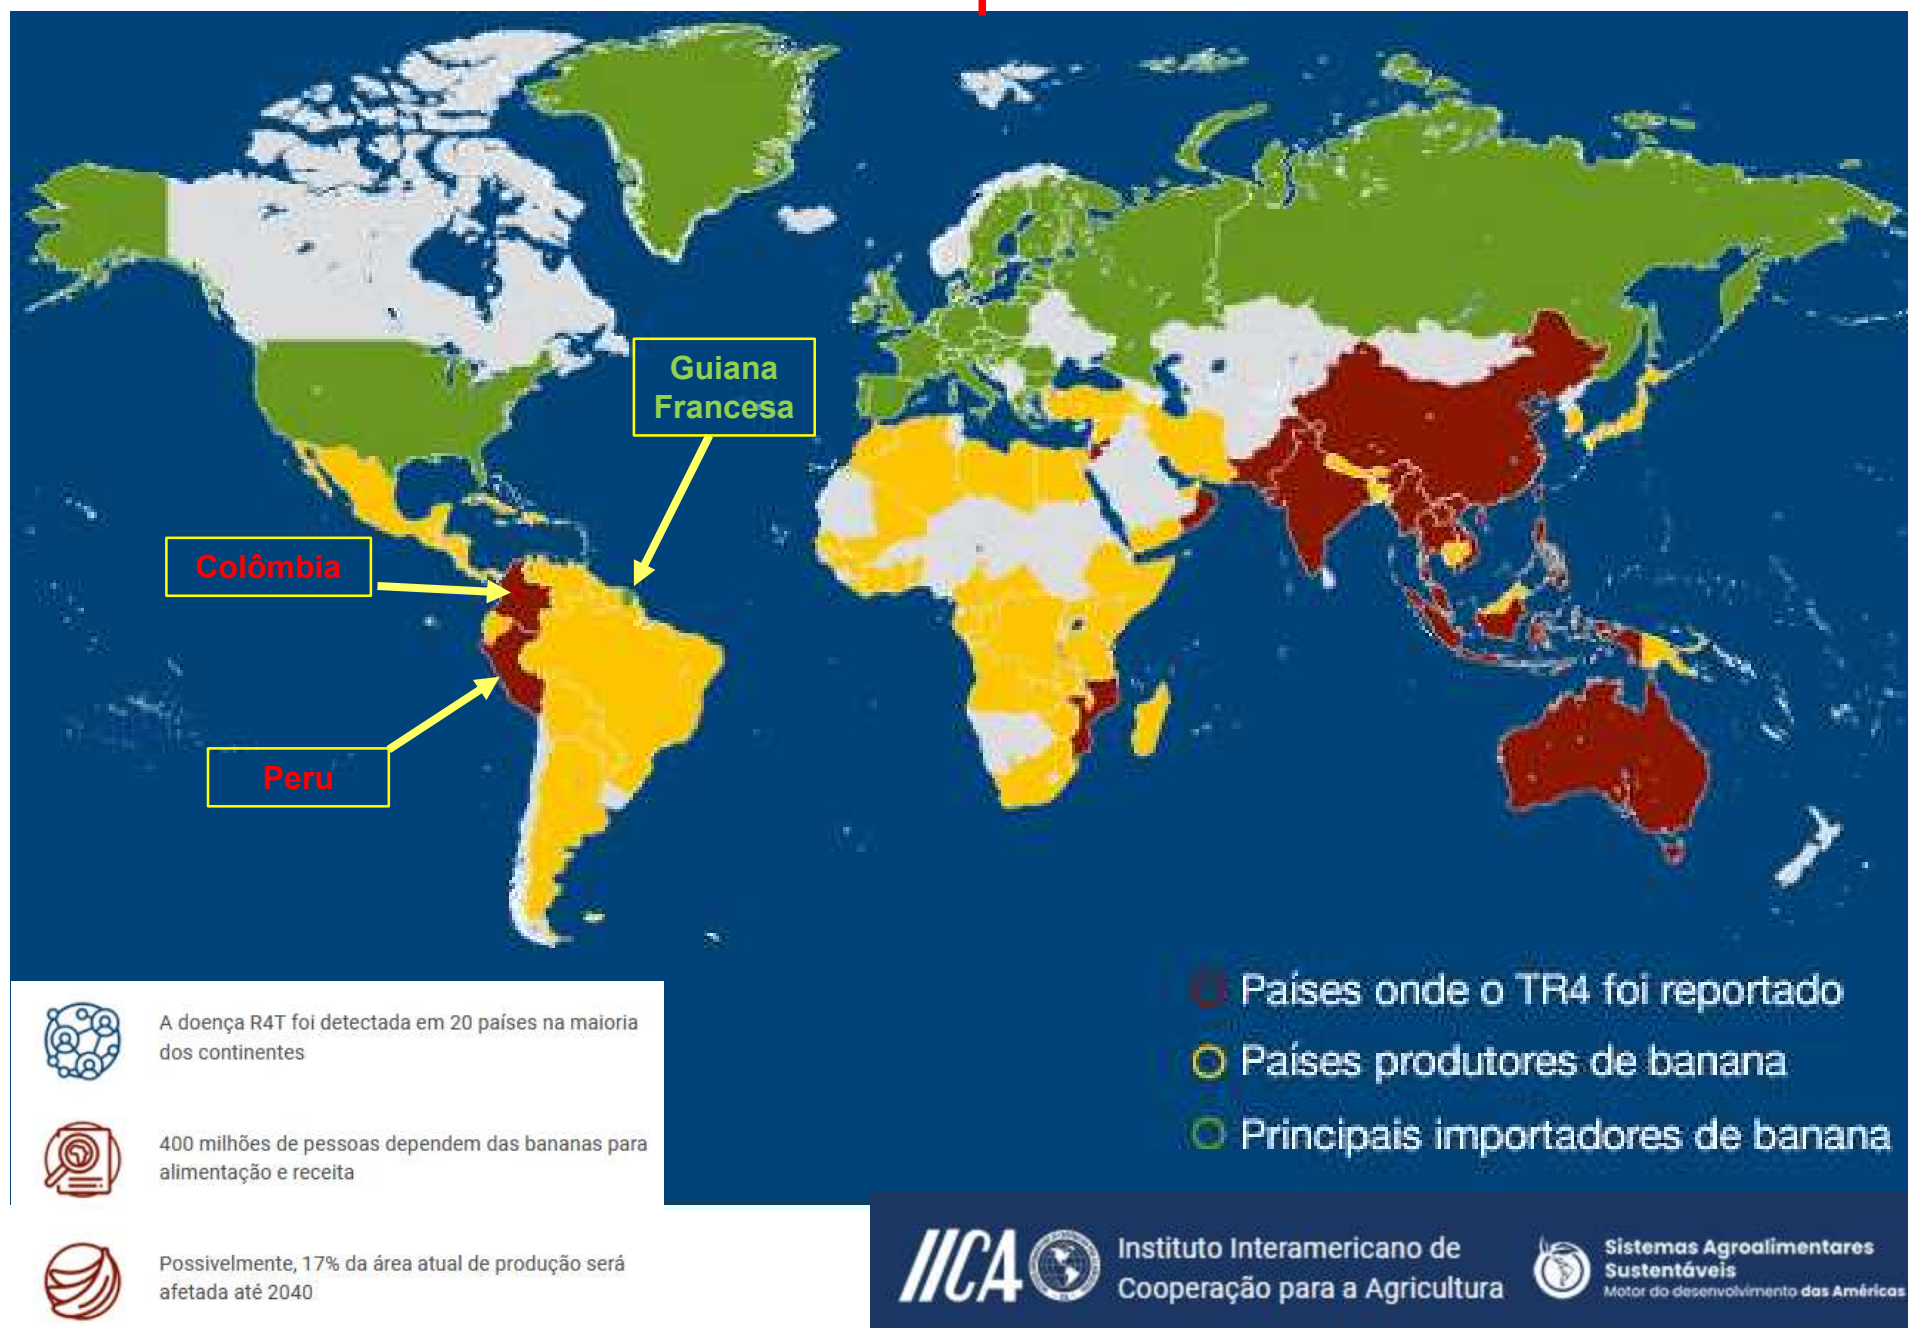 Guiana
Francesa
Colômbia
Peru
Países onde o TR4 foi reportado
Países produtores de banana
Principais importadores de banana
A doença R4T foi detectada em 20 países na maioria
dos continentes
400 milhões de pessoas dependem das bananas para
alimentação e receita
Possivelmente, 17% da área atual de produção será
afetada até 2040
IICA
Instituto Interamericano de
Cooperação para a Agricultura
Sistemas Agroalimentares
Sustentáveis
Motor do desenvolvimento das Américas